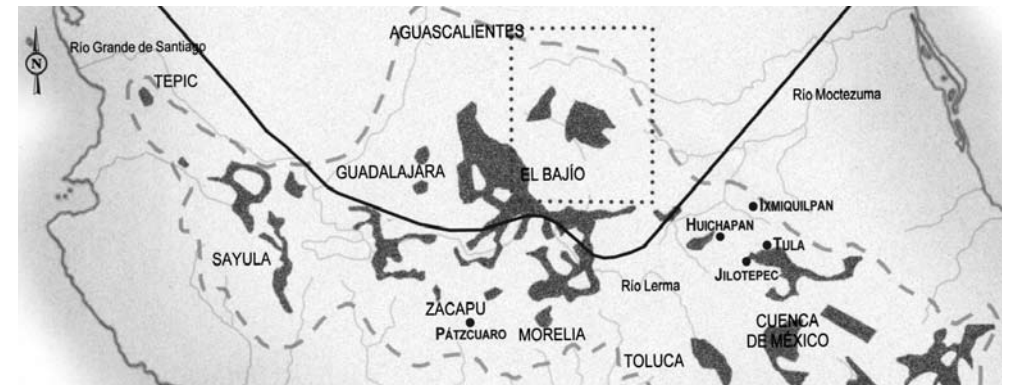 AGUASCALIENTES
Río Grande de Santiago
N
TEPIC
Río Moctezuma
GUADALAJARA
EL BAJÍO
IXMIQUILPAN
HUICHAPAN
TULA
SAYULA
JILOTEPEC
Río Lerma
ZACAPU
PÁTZCUARO
MORELIA
CUENCA
DE MÉXICO
TOLUCA